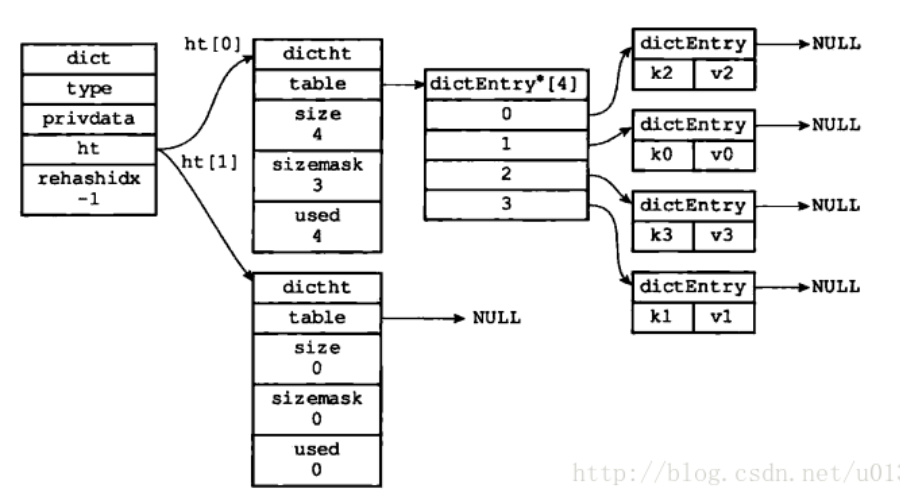 dict
type
privdata
ht
rehashidx
-1
ht[0]
ht[1]
dictht
table
size
4
sizemask
3
used
4
dictht
table
size
0
sizemask
0
used
0
NULL
dictEntry*[4]
0
1
2
3
dictEntry
k2 v2
NULL
dictEntry
k0 v0
NULL
dictEntry
k3 v3
NULL
dictEntry
k1 v1
NULL
http://blog.csdn.net/u013